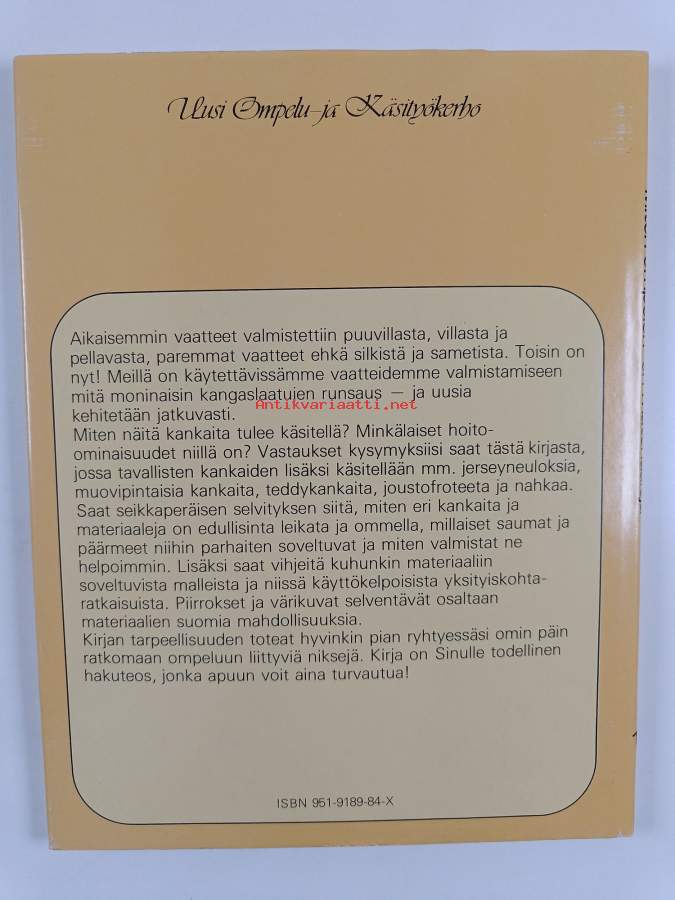 Uusi Ompelu-ja Käsityökerho
Aikaisemmin vaatteet valmistettiin puuvillasta, villasta ja
pellavasta, paremmat vaatteet ehkä silkistä ja sametista. Toisin on
nyt! Meillä on käytettävissämme vaatteidemme valmistamiseen
mitä moninaisin kangaslaatujen runsaus — ja uusia
kehitetään jatkuvasti.
Antikvariaatti.net
Miten näitä kankaita tulee käsitellä? Minkälaiset hoito-
ominaisuudet niillä on? Vastaukset kysymyksiisi saat tästä kirjasta,
jossa tavallisten kankaiden lisäksi käsitellään mm. jerseyneuloksia,
muovipintaisia kankaita, teddykankaita, joustofroteeta ja nahkaa.
Saat seikkaperäisen selvityksen siitä, miten eri kankaita ja
materiaaleja on edullisinta leikata ja ommella, millaiset saumat ja
päärmeet niihin parhaiten soveltuvat ja miten valmistat ne
helpoimmin. Lisäksi saat vihjeitä kuhunkin materiaaliin
soveltuvista malleista ja niissä käyttökelpoisista yksityiskohta-
ratkaisuista. Piirrokset ja värikuvat selventävät osaltaan
materiaalien suomia mahdollisuuksia.
Kirjan tarpeellisuuden toteat hyvinkin pian ryhtyessäsi omin päin
ratkomaan ompeluun liittyviä niksejä. Kirja on Sinulle todellinen
hakuteos, jonka apuun voit aina turvautua!
ISBN 951-9189-84-X